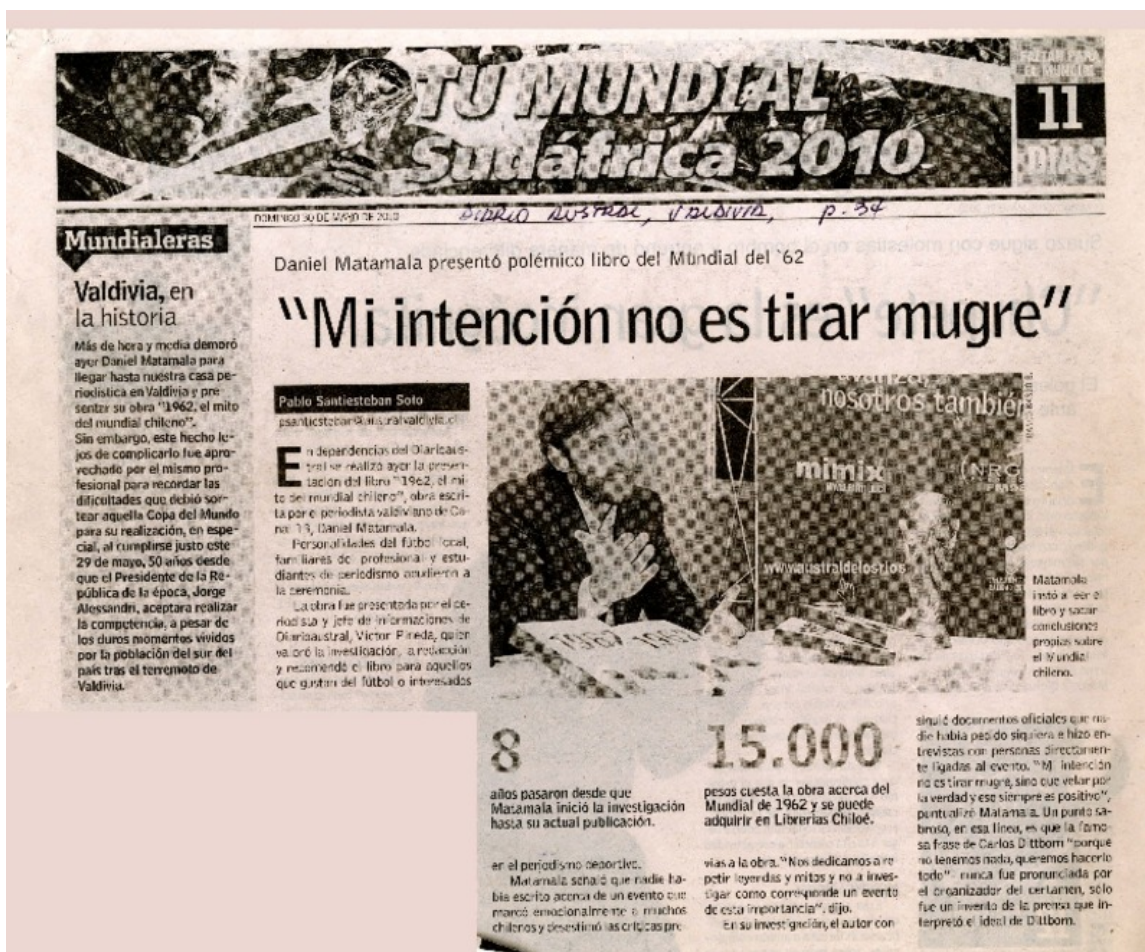 TU MUNDIAL
Sudáfrica 2010
FALTAN PARA
EL MUNDIAL
11
DÍAS
DOMINGO 30 DE MAYO DE 2010
DIARIO AUSTRAL, VALDIVIA, p. 34
Mundialeras
Valdivia, en
la historia
Más de hora y media demoró
ayer Daniel Matamala para
llegar hasta nuestra casa pe-
riodística en Valdivia y pre
sentar su obra "1962, el mito
del mundial chileno".
Sin embargo, este hecho le-
jos de complicarlo fue apro-
vechado por el mismo pro-
fesional para recordar las
dificultades que debió sor-
tear aquella Copa del Mundo
para su realización, en espe-
cial, al cumplirse justo este
29 de mayo, 50 años desde
que el Presidente de la Re-
pública de la época, Jorge
Alessandri, aceptara realizar
la competencia, a pesar de
los duros momentos vividos
por la población del sur del
país tras el terremoto de
Valdivia.
Daniel Matamala presentó polémico libro del Mundial del '62
"Mi intención no es tirar mugre"
Pablo Santiesteban Soto
psantiesteban@australvaldivia.cl
En dependencias del Diarioaus-
tral se realizó ayer la presen-
tación del libro "1962, el mi-
to del mundial chileno", obra escri-
ta por el periodista valdiviano de Ca-
nal 13, Daniel Matamala.
Personalidades del fútbol local,
familiares del profesional y estu-
diantes de periodismo acudieron a
la ceremonia.
La obra fue presentada por el pe-
riodista y jefe de informaciones de
Diarioaustral, Víctor Pineda, quien
valoró la investigación, la redacción
y recomendó el libro para aquellos
que gustan del fútbol o interesados
nosotros también
mimix
NRG
www.australdelosrios
1962
1962
Matamala
instó a leer el
libro y sacar
conclusiones
propias sobre
el Mundial
chileno.
8
años pasaron desde que
Matamala inició la investigación
hasta su actual publicación.
15.000
pesos cuesta la obra acerca del
Mundial de 1962 y se puede
adquirir en Librerías Chiloé.
en el periodismo deportivo.
Matamala señaló que nadie ha-
bía escrito acerca de un evento que
marcó emocionalmente a muchos
chilenos y desestimó las críticas pre-
vias a la obra. "Nos dedicamos a re
petir leyendas y mitos y no a inves-
tigar como corresponde un evento
de esta importancia", dijo.
En su investigación, el autor con
siguió documentos oficiales que na-
die había pedido siquiera e hizo en-
trevistas con personas directamen-
te ligadas al evento. "Mi intención
no es tirar mugre, sino que velar por
la verdad y eso siempre es positivo",
puntualizó Matamala. Un punto sa-
broso, en esa línea, es que la famo-
sa frase de Carlos Dittborn "porque
no tenemos nada, queremos hacerlo
todo" nunca fue pronunciada por
el organizador del certamen, sólo
fue un invento de la prensa que in-
terpretó el ideal de Dittborn.